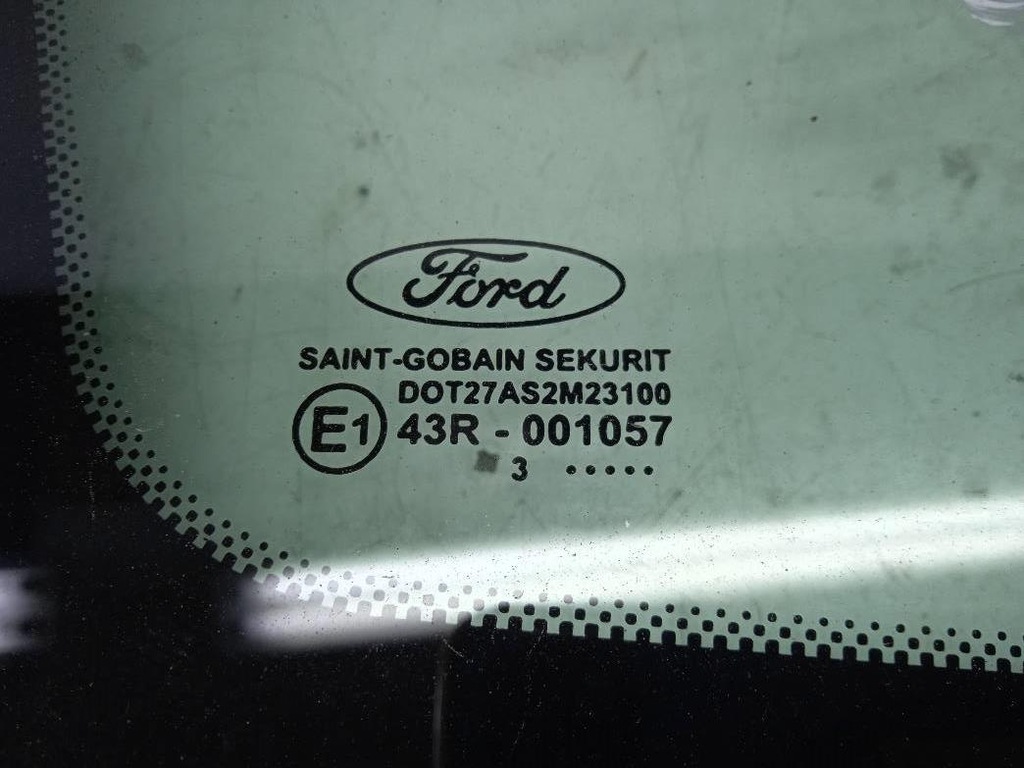 Ford
SAINT-GOBAIN SEKURIT
DOT27AS2M23100
E1 43R - 001057
3 •••••